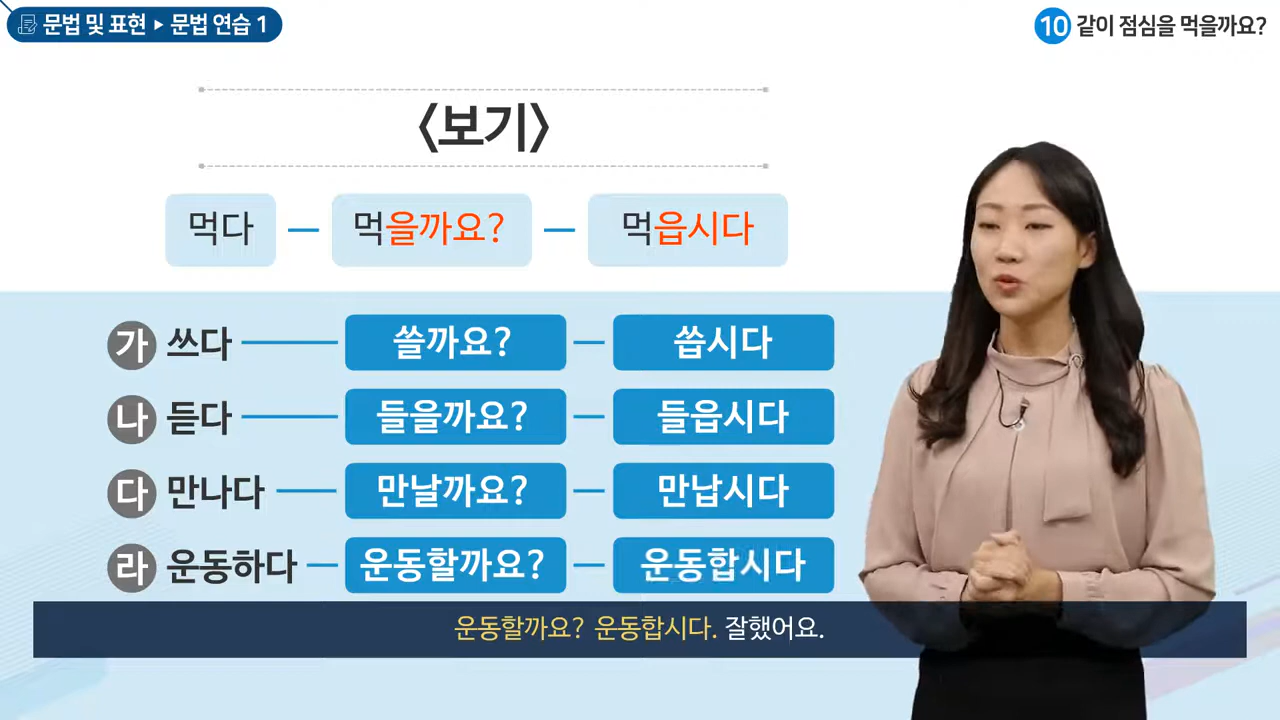 문법 및 표현 ▶ 문법 연습 1
10 같이 점심을 먹을까요?
〈보기〉
먹다 먹을까요? 먹읍시다
가 쓰다 쓸까요? 씁시다
나 듣다 들을까요? 들읍시다
다 만나다 만날까요? 만납시다
라 운동하다 운동할까요? 운동합시다
운동할까요? 운동합시다. 잘했어요.